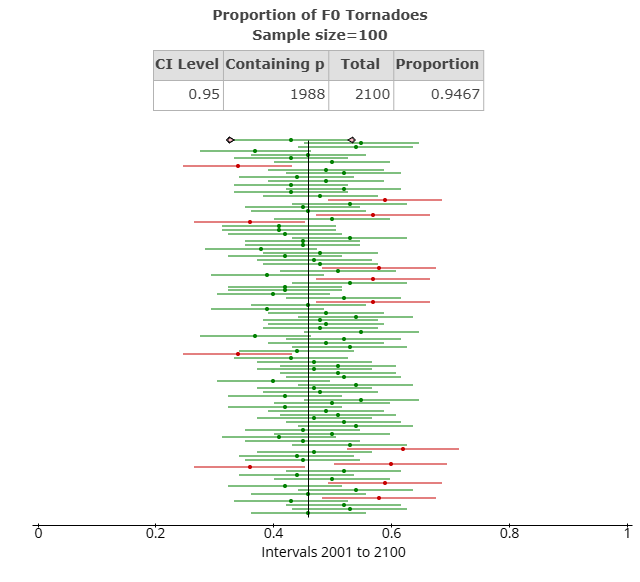 Proportion of F0 Tornadoes
Sample size=100
CI Level Containing p Total Proportion
0.95 1988 2100 0.9467
0 0.2 0.4 0.6 0.8 1
Intervals 2001 to 2100